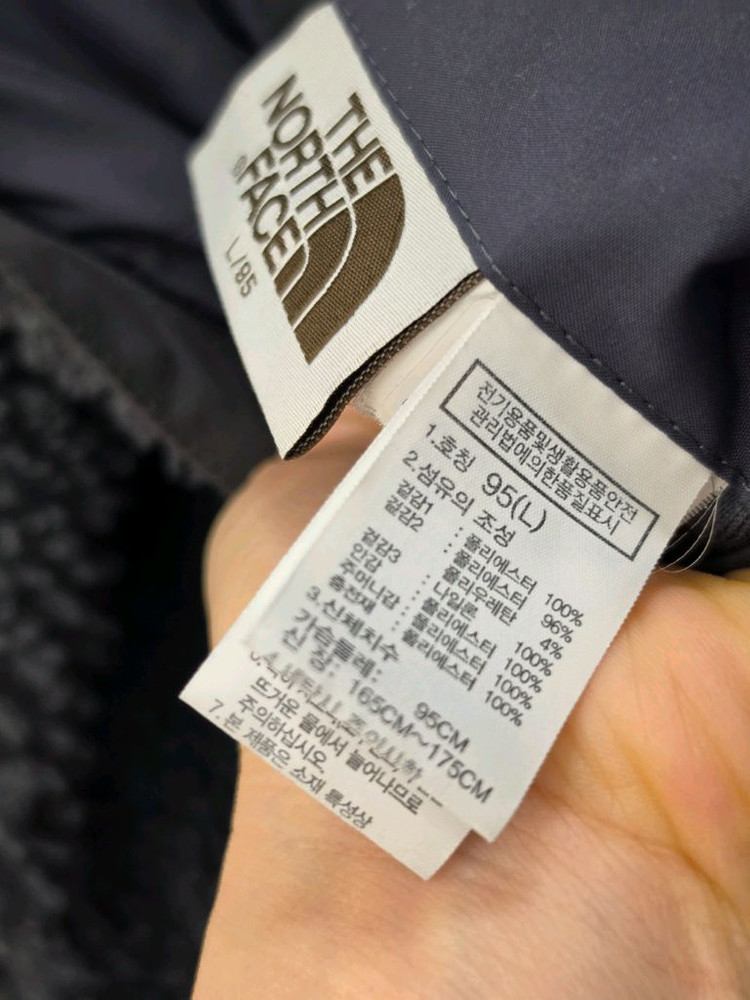 THE
NORTH
FACE
L/95
전기용품및생활용품안전
관리법에의한품질표시
1.호칭 95(L)
2.섬유의 조성
겉감1 : 폴리에스터 100%
겉감2 : 폴리에스터 96%
폴리우레탄 4%
겉감3 : 나일론 100%
안감 : 폴리에스터 100%
주머니감 : 폴리에스터 100%
충전재 : 폴리에스터 100%
3.신체치수
가슴둘레: 95CM
신 장: 165CM~175CM
뜨거운 물에서 늘어나므로
주의하십시오.
7.본 제품은 소재 특성상